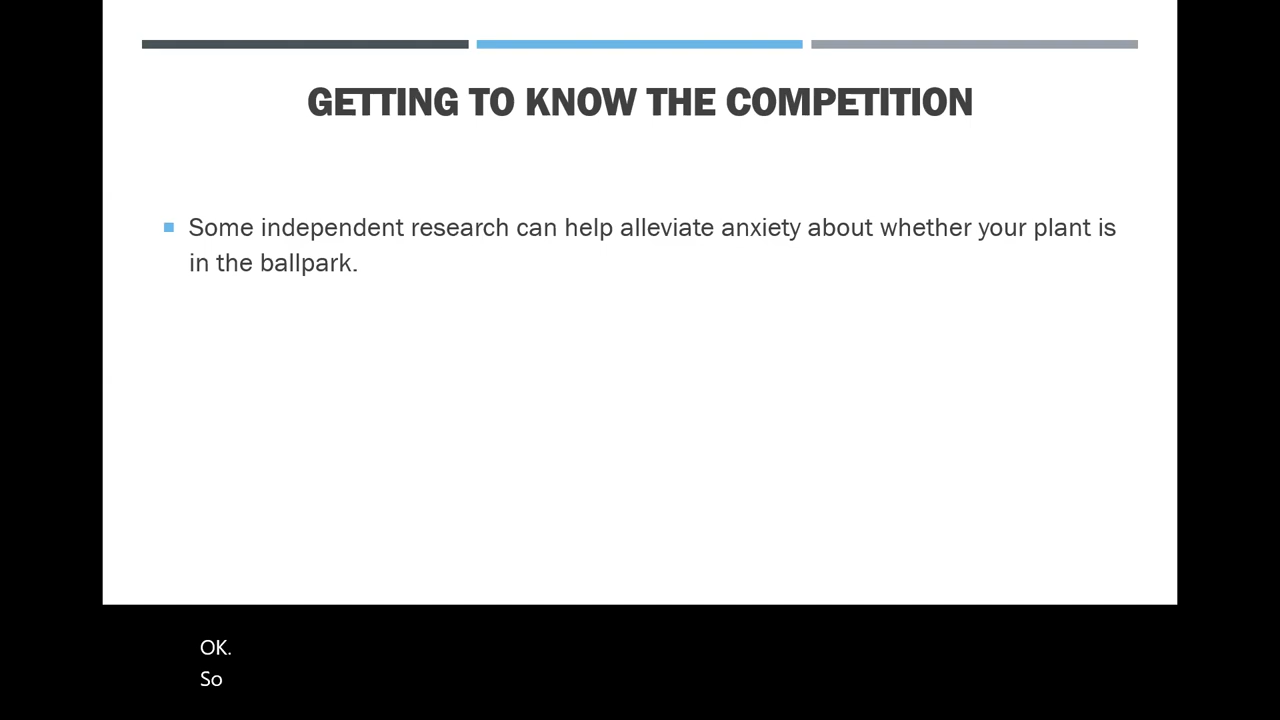 GETTING TO KNOW THE COMPETITION
Some independent research can help alleviate anxiety about whether your plant is
in the ballpark.
OK.
So